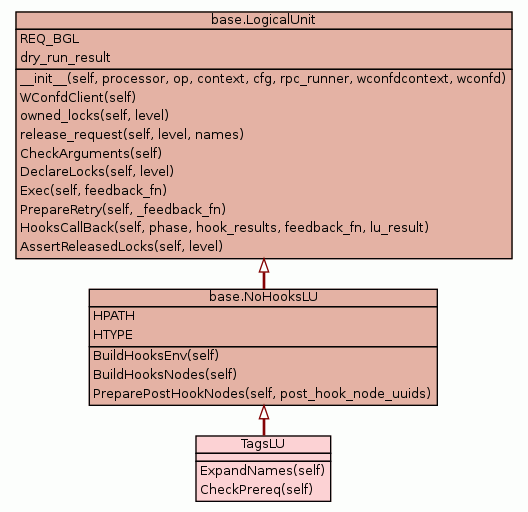 base.LogicalUnit
REQ_BGL
dry_run_result
__init__(self, processor, op, context, cfg, rpc_runner, wconfdcontext, wconfd)
WConfdClient(self)
owned_locks(self, level)
release_request(self, level, names)
CheckArguments(self)
DeclareLocks(self, level)
Exec(self, feedback_fn)
PrepareRetry(self, _feedback_fn)
HooksCallBack(self, phase, hook_results, feedback_fn, lu_result)
AssertReleasedLocks(self, level)
base.NoHooksLU
HPATH
HTYPE
BuildHooksEnv(self)
BuildHooksNodes(self)
PreparePostHookNodes(self, post_hook_node_uuids)
TagsLU
ExpandNames(self)
CheckPrereq(self)